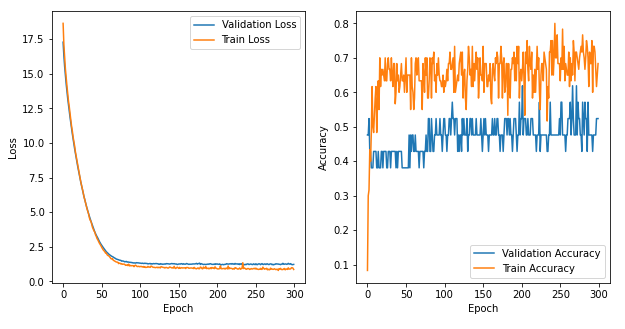 Validation Loss
Train Loss
17.5
15.0
12.5
10.0
7.5
5.0
2.5
0.0
Loss
0 50 100 150 200 250 300
Epoch
0.8
0.7
0.6
0.5
0.4
0.3
0.2
0.1
Accuracy
Validation Accuracy
Train Accuracy
0 50 100 150 200 250 300
Epoch